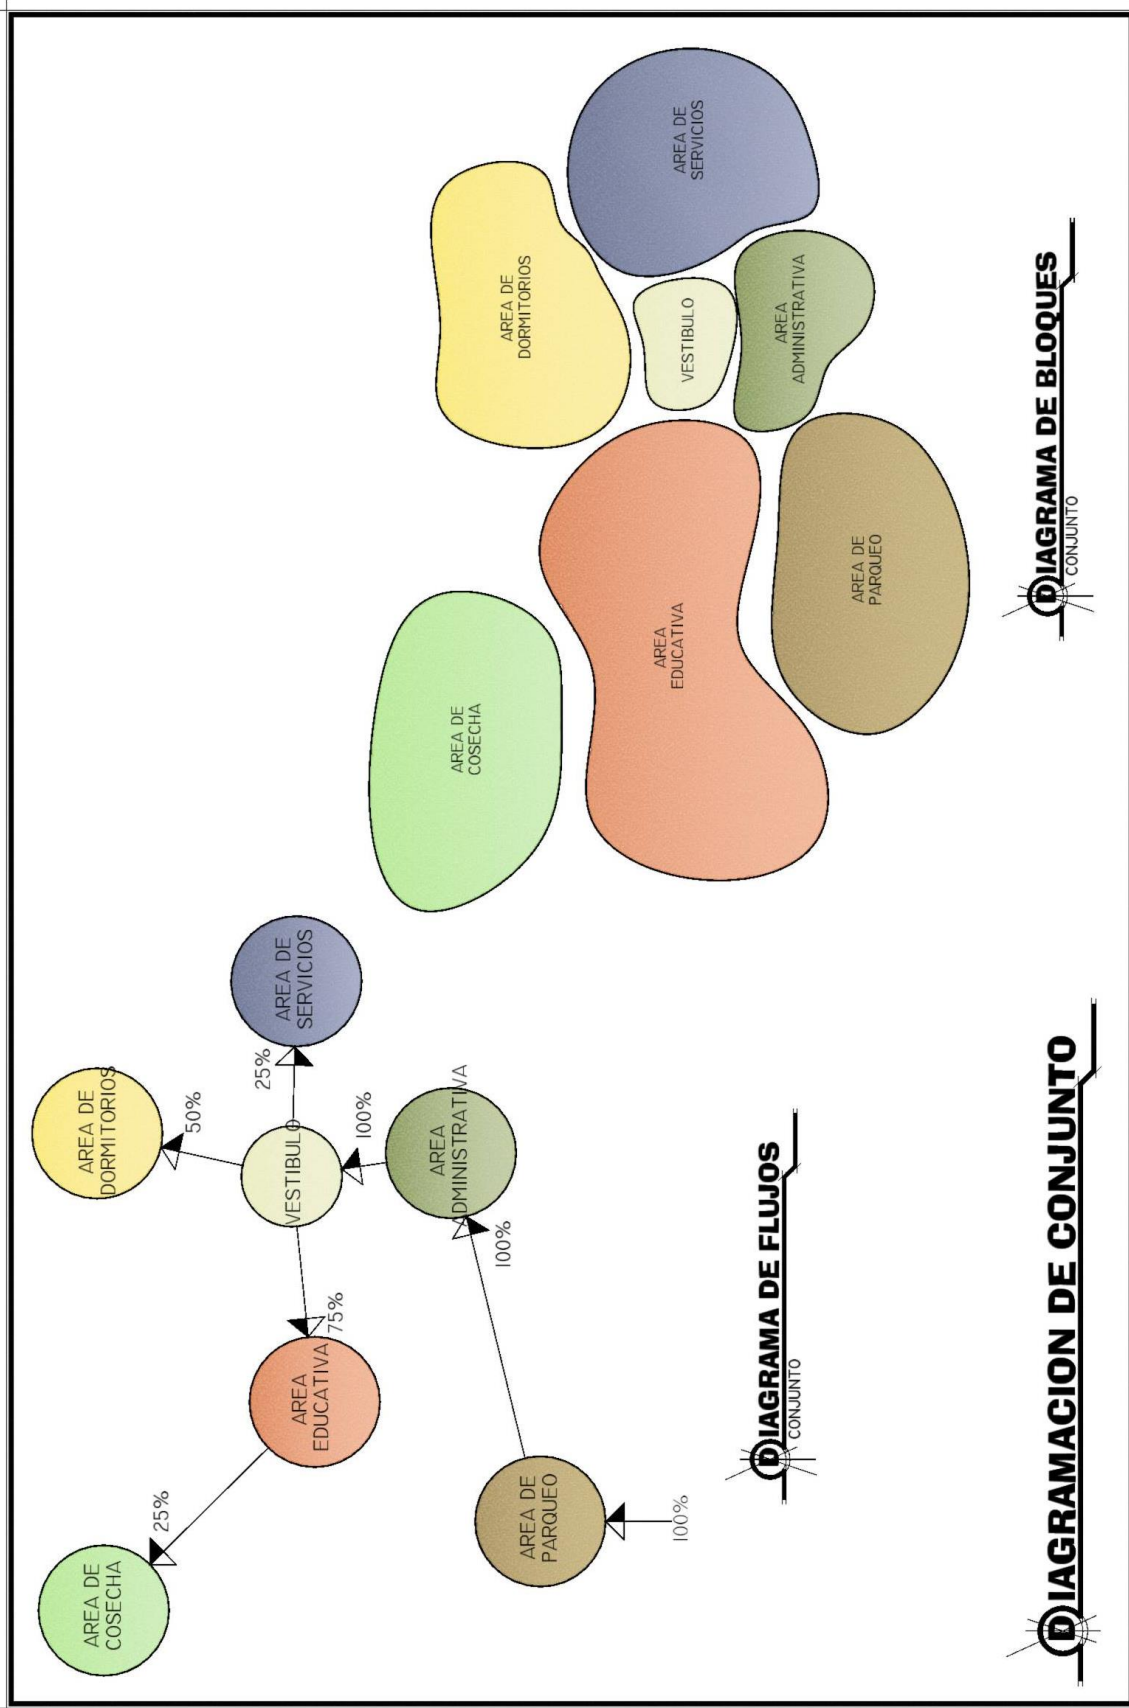 AREA DE
COSECHA
25%
AREA
EDUCATIVA
75%
AREA DE
DORMITORIOS
50%
VESTIBULO
25%
AREA DE
SERVICIOS
100%
AREA
ADMINISTRATIVA
100%
AREA DE
PARQUEO
100%
DIAGRAMA DE FLUJOS
CONJUNTO
AREA DE
COSECHA
AREA DE
DORMITORIOS
AREA
EDUCATIVA
VESTIBULO
AREA DE
SERVICIOS
AREA
ADMINISTRATIVA
AREA DE
PARQUEO
DIAGRAMA DE BLOQUES
CONJUNTO
DIAGRAMACION DE CONJUNTO